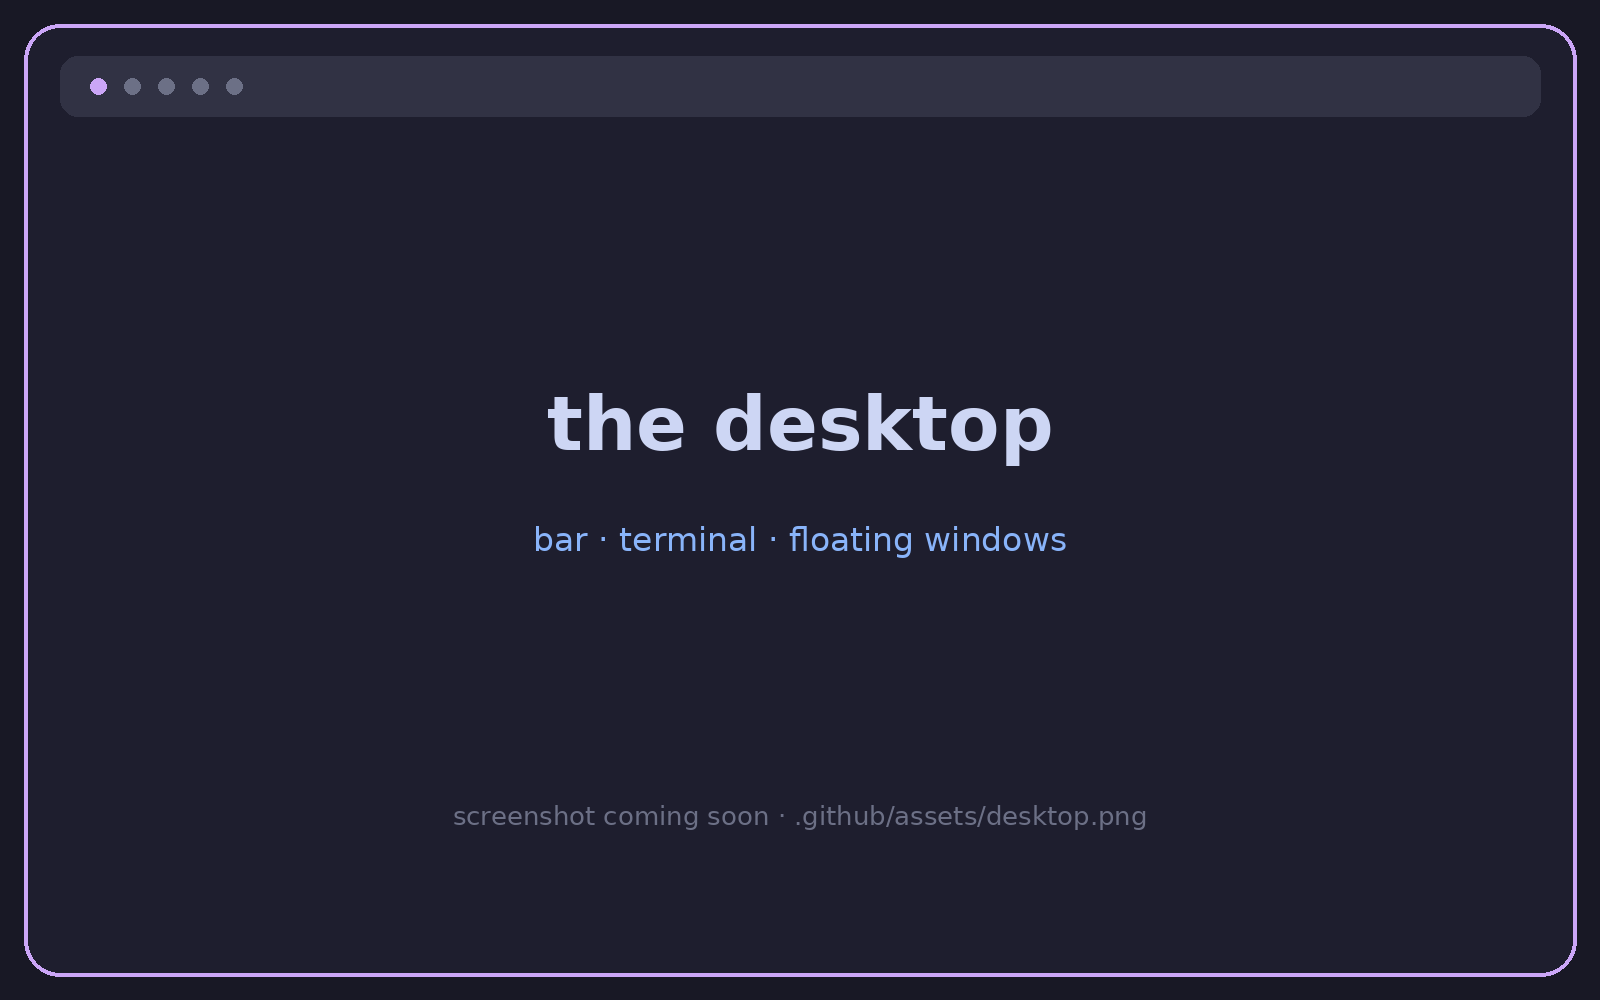 the desktop
bar · terminal · floating windows
screenshot coming soon · .github/assets/desktop.png